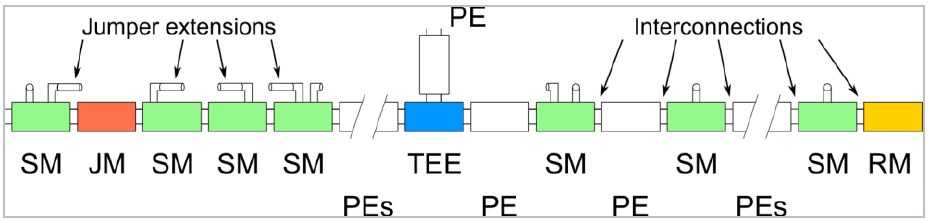 PE
Jumper extensions
Interconnections
SM JM SM SM SM TEE SM SM SM RM
PEs PE PE PEs